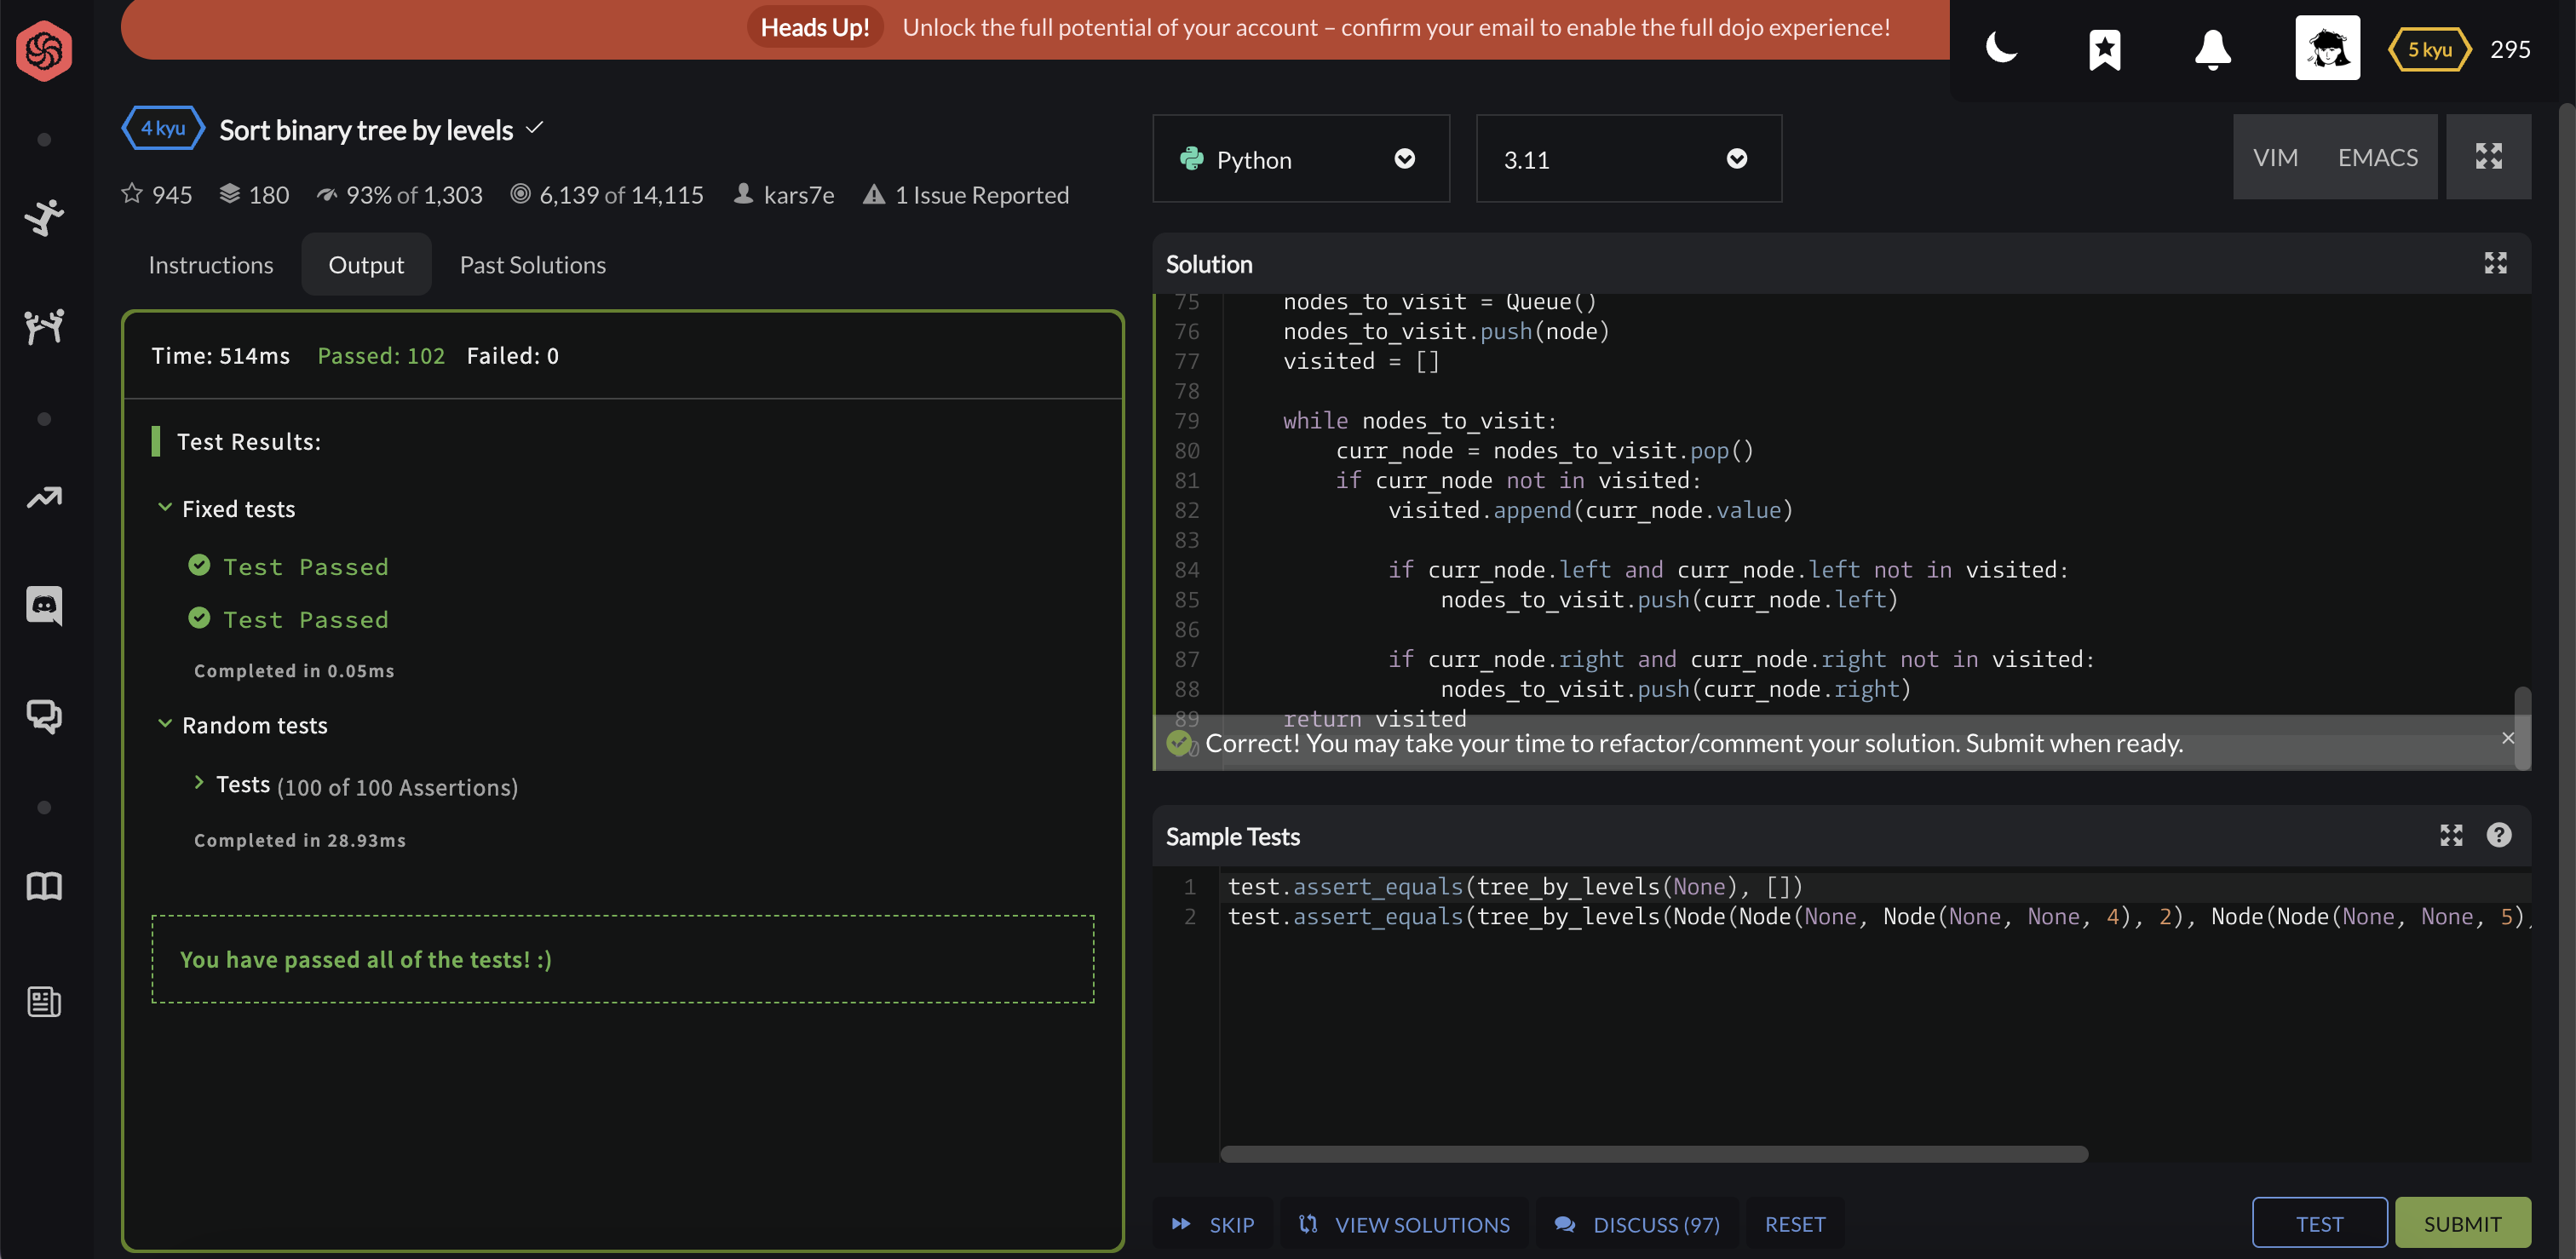 Heads Up! Unlock the full potential of your account – confirm your email to enable the full dojo experience!
5 kyu 295
4 kyu Sort binary tree by levels
945 180 93% of 1,303 6,139 of 14,115 kars7e 1 Issue Reported
Instructions Output Past Solutions
Time: 514ms Passed: 102 Failed: 0
Test Results:
Fixed tests
Test Passed
Test Passed
Completed in 0.05ms
Random tests
Tests (100 of 100 Assertions)
Completed in 28.93ms
You have passed all of the tests! :)
Python 3.11
VIM EMACS
Solution
75 nodes_to_visit = Queue()
76 nodes_to_visit.push(node)
77 visited = []
78
79 while nodes_to_visit:
80 curr_node = nodes_to_visit.pop()
81 if curr_node not in visited:
82 visited.append(curr_node.value)
83
84 if curr_node.left and curr_node.left not in visited:
85 nodes_to_visit.push(curr_node.left)
86
87 if curr_node.right and curr_node.right not in visited:
88 nodes_to_visit.push(curr_node.right)
89 return visited
Correct! You may take your time to refactor/comment your solution. Submit when ready.
Sample Tests
1 test.assert_equals(tree_by_levels(None), [])
2 test.assert_equals(tree_by_levels(Node(Node(None, Node(None, None, 4), 2), Node(Node(None, None, 5),
SKIP VIEW SOLUTIONS DISCUSS (97) RESET
TEST SUBMIT